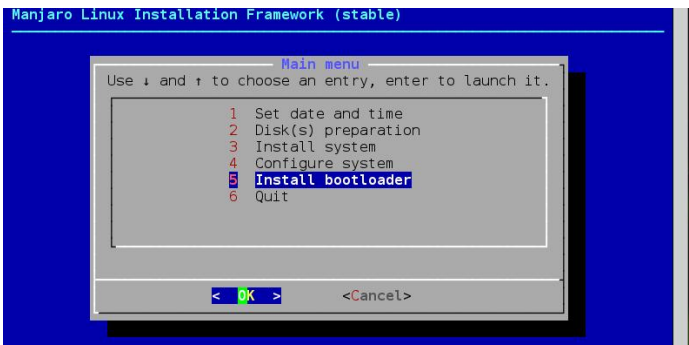 Manjaro Linux Installation Framework (stable)
Main menu
Use ↓ and ↑ to choose an entry, enter to launch it.
1 Set date and time
2 Disk(s) preparation
3 Install system
4 Configure system
5 Install bootloader
6 Quit
< OK > <Cancel>